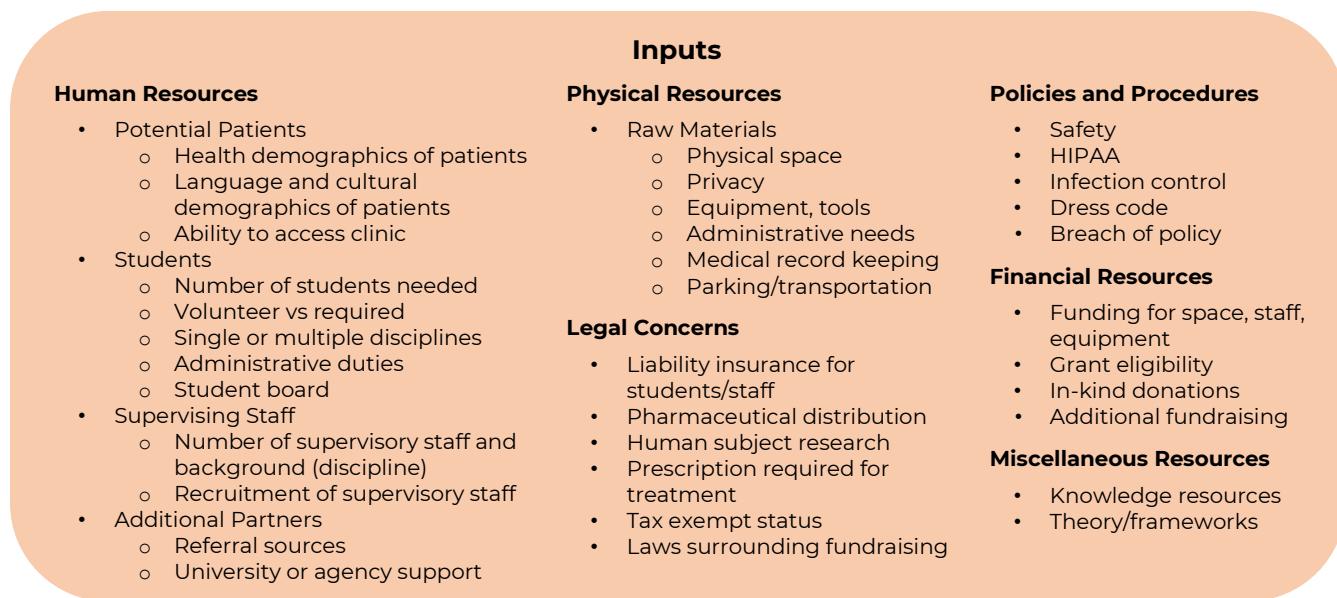 Inputs
Human Resources
• Potential Patients
o Health demographics of patients
o Language and cultural
demographics of patients
o Ability to access clinic
• Students
o Number of students needed
o Volunteer vs required
o Single or multiple disciplines
o Administrative duties
o Student board
• Supervising Staff
o Number of supervisory staff and
background (discipline)
o Recruitment of supervisory staff
• Additional Partners
o Referral sources
o University or agency support
Physical Resources
• Raw Materials
o Physical space
o Privacy
o Equipment, tools
o Administrative needs
o Medical record keeping
o Parking/transportation
Legal Concerns
• Liability insurance for
students/staff
• Pharmaceutical distribution
• Human subject research
• Prescription required for
treatment
• Tax exempt status
• Laws surrounding fundraising
Policies and Procedures
• Safety
• HIPAA
• Infection control
• Dress code
• Breach of policy
Financial Resources
• Funding for space, staff,
equipment
• Grant eligibility
• In-kind donations
• Additional fundraising
Miscellaneous Resources
• Knowledge resources
• Theory/frameworks